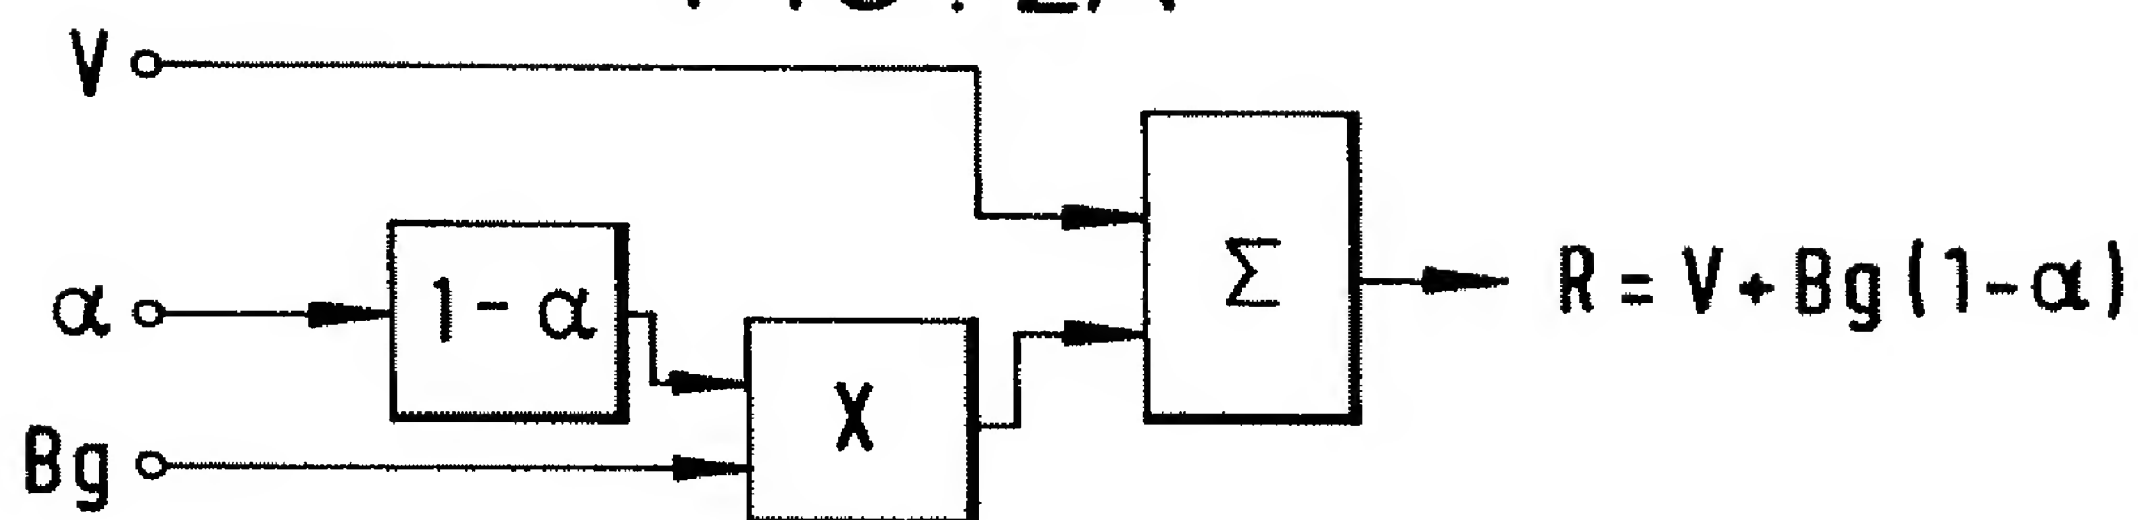 V
Σ
R = V + Bg (1-α)
α
1 - α
X
Bg